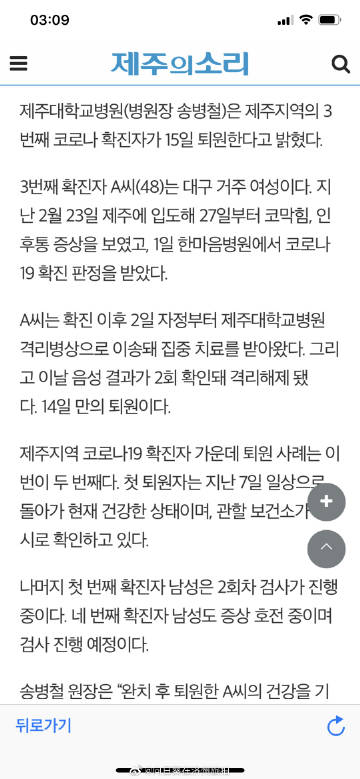 03:09
제주의소리
제주대학교병원(병원장 송병철)은 제주지역의 3
번째 코로나 확진자가 15일 퇴원한다고 밝혔다.
3번째 확진자 A씨(48)는 대구 거주 여성이다. 지
난 2월 23일 제주에 입도해 27일부터 코막힘, 인
후통 증상을 보였고, 1일 한마음병원에서 코로나
19 확진 판정을 받았다.
A씨는 확진 이후 2일 자정부터 제주대학교병원
격리병상으로 이송돼 집중 치료를 받아왔다. 그리
고 이날 음성 결과가 2회 확인돼 격리해제 됐
다. 14일 만의 퇴원이다.
제주지역 코로나19 확진자 가운데 퇴원 사례는 이
번이 두 번째다. 첫 퇴원자는 지난 7일 일상으로
돌아가 현재 건강한 상태이며, 관할 보건소가
시로 확인하고 있다.
나머지 첫 번째 확진자 남성은 2회차 검사가 진행
중이다. 네 번째 확진자 남성도 증상 호전 중이며
검사 진행 예정이다.
송병철 원장은 “완치 후 퇴원한 A씨의 건강을 기
뒤로가기